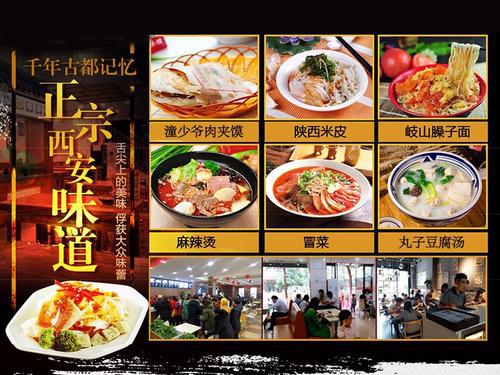 千年古都记忆
正宗西安味道
舌尖上的美味 俘获大众味蕾
潼少爷肉夹馍
陕西米皮
岐山臊子面
麻辣烫
冒菜
丸子豆腐汤